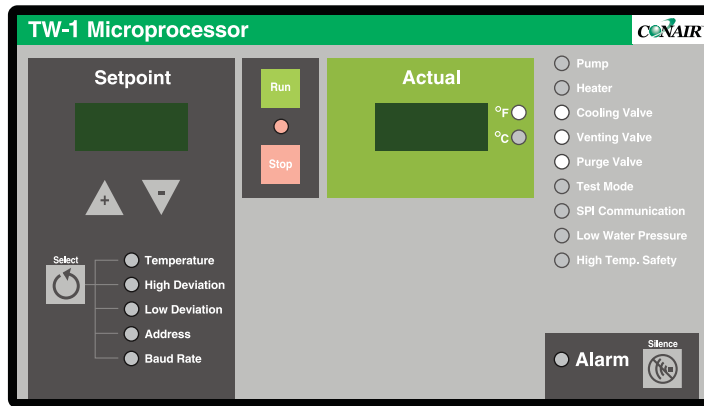 TW-1 Microprocessor
CONAIR
Setpoint
Run
Stop
Actual
°F
°C
+
-
Select
Temperature
High Deviation
Low Deviation
Address
Baud Rate
Pump
Heater
Cooling Valve
Venting Valve
Purge Valve
Test Mode
SPI Communication
Low Water Pressure
High Temp. Safety
Alarm
Silence